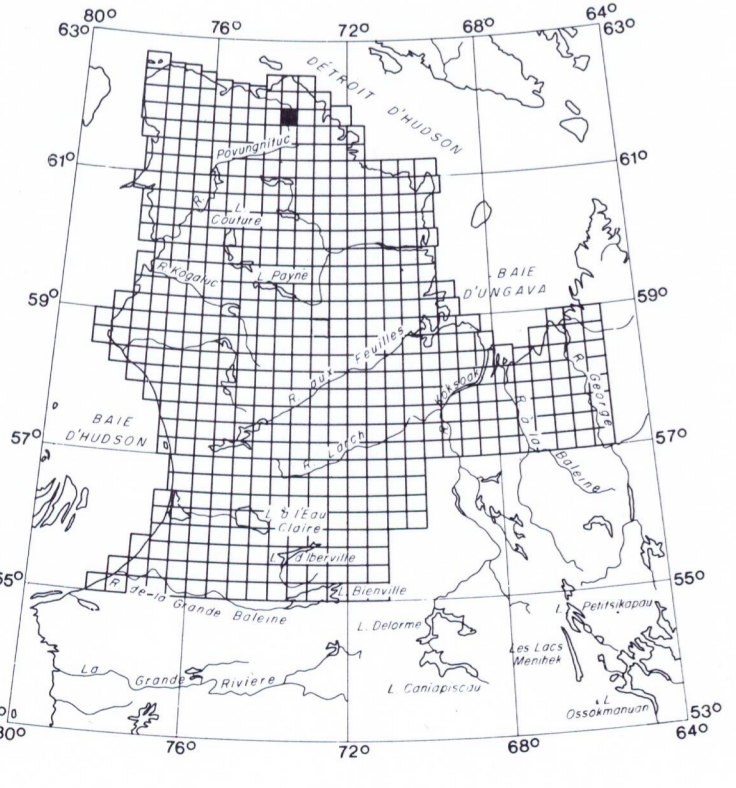 80°
76°
72°
68°
64°
63°
63°
DÉTROIT
D'HUDSON
Povungnituc
R.
61°
61°
L.
Couture
R. Kogaluc
L. Payne
BAIE
D'UNGAVA
59°
59°
R. aux Feuilles
Koksoak
R. George
R. à la
Baleine
BAIE
D'HUDSON
57°
57°
R. Larch
L. à l'Eau
Claire
L. d'Iberville
55°
55°
R. de-la Grande Baleine
L. Bienville
L. Petitsikapau
L. Delorme
Les Lacs
Menihek
La Grande Rivière
L. Caniapiscau
L.
Ossokmanuan
53°
76°
72°
68°
64°